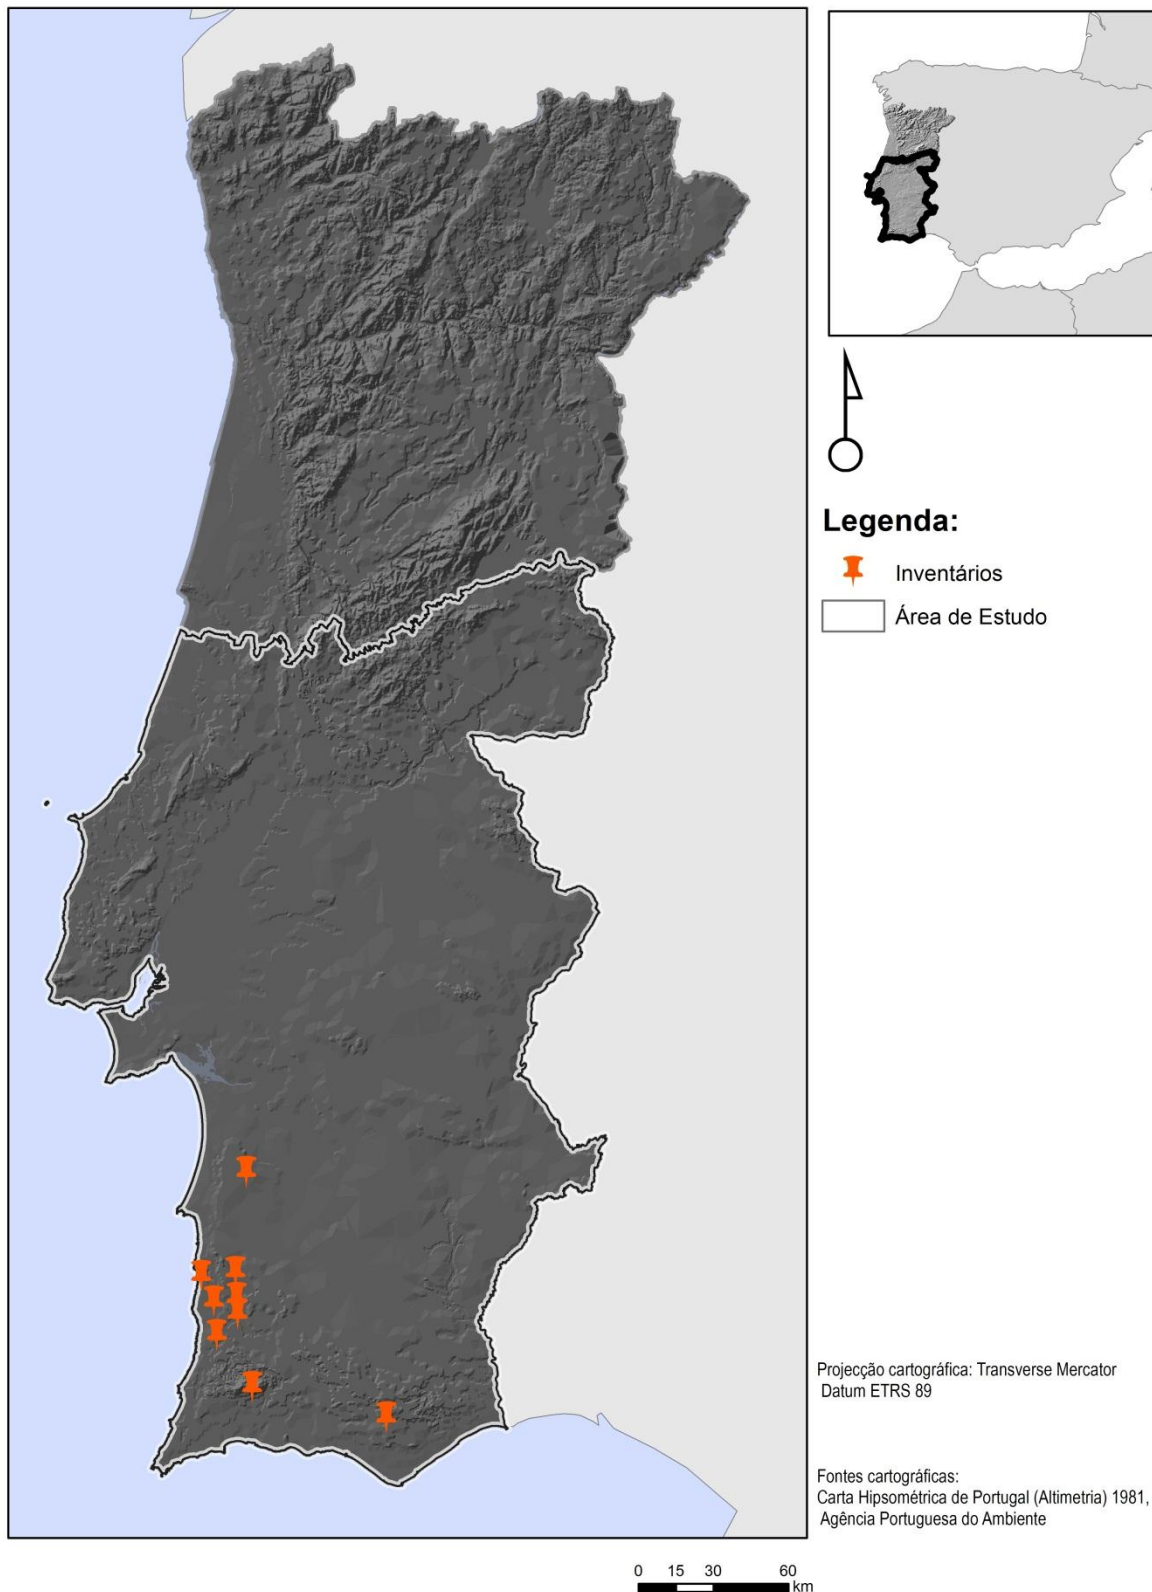 Legenda:
Inventários
Área de Estudo
Projecção cartográfica: Transverse Mercator
Datum ETRS 89
Fontes cartográficas:
Carta Hipsométrica de Portugal (Altimetria) 1981,
Agência Portuguesa do Ambiente
0 15 30 60
km